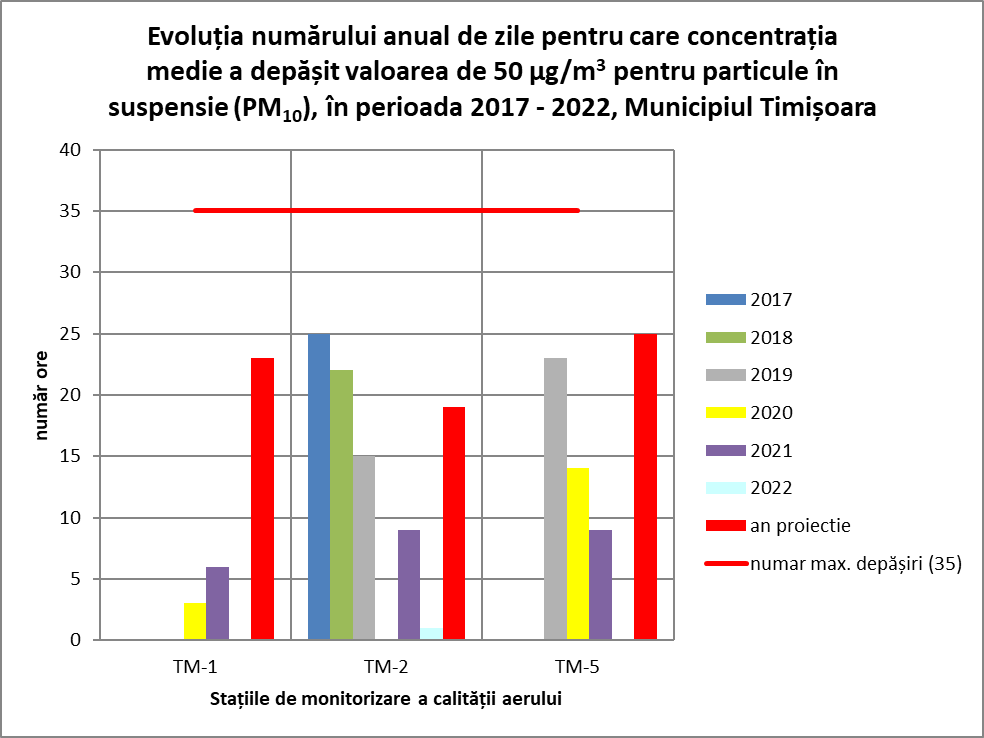 Evoluția numărului anual de zile pentru care concentrația
medie a depășit valoarea de 50 µg/m³ pentru particule în
suspensie (PM₁₀), în perioada 2017 - 2022, Municipiul Timișoara
40
35
30
25
20
15
10
5
0
număr ore
TM-1
TM-2
TM-5
Stațiile de monitorizare a calității aerului
2017
2018
2019
2020
2021
2022
an proiectie
numar max. depășiri (35)